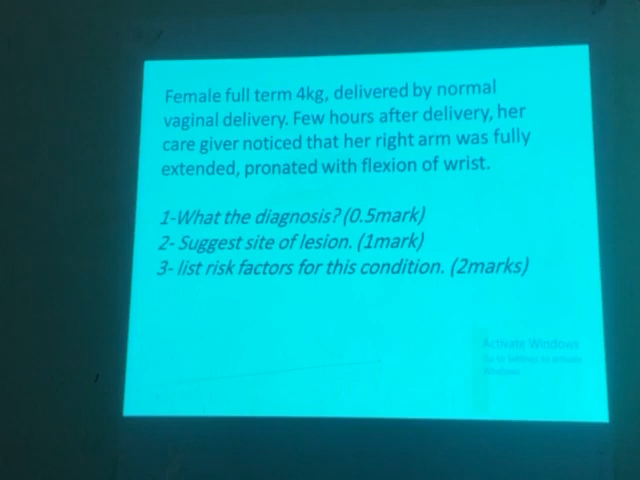 Female full term 4kg, delivered by normal
vaginal delivery. Few hours after delivery, her
care giver noticed that her right arm was fully
extended, pronated with flexion of wrist.
1-What the diagnosis? (0.5mark)
2- Suggest site of lesion. (1mark)
3- list risk factors for this condition. (2marks)
Activate Windows
Go to Settings to activate
Windows.